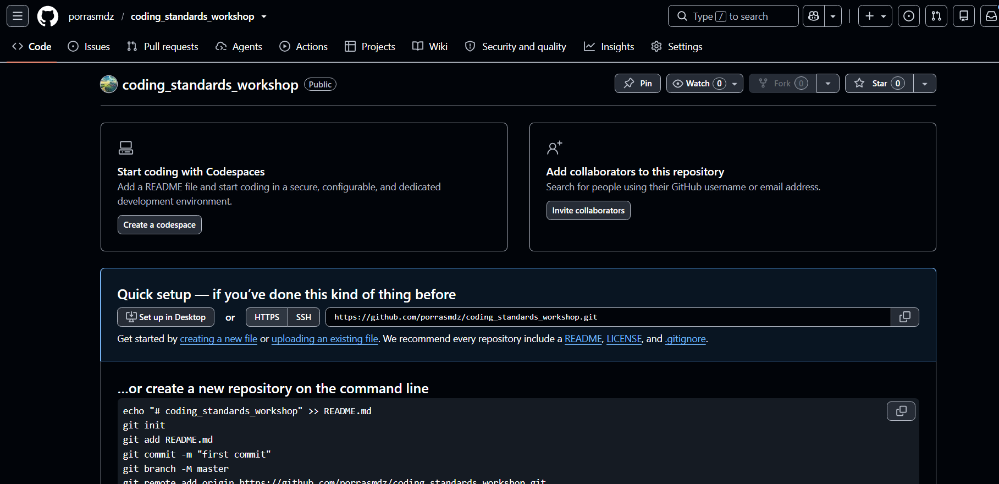 porrasmdz / coding_standards_workshop
Type / to search
Code Issues Pull requests Agents Actions Projects Wiki Security and quality Insights Settings
coding_standards_workshop Public
Pin Watch 0 Fork 0 Star 0
Start coding with Codespaces
Add a README file and start coding in a secure, configurable, and dedicated
development environment.
Create a codespace
Add collaborators to this repository
Search for people using their GitHub username or email address.
Invite collaborators
Quick setup — if you’ve done this kind of thing before
Set up in Desktop or HTTPS SSH https://github.com/porrasmdz/coding_standards_workshop.git
Get started by creating a new file or uploading an existing file. We recommend every repository include a README, LICENSE, and .gitignore.
…or create a new repository on the command line
echo "# coding_standards_workshop" >> README.md
git init
git add README.md
git commit -m "first commit"
git branch -M master
git remote add origin https://github.com/porrasmdz/coding_standards_workshop.git